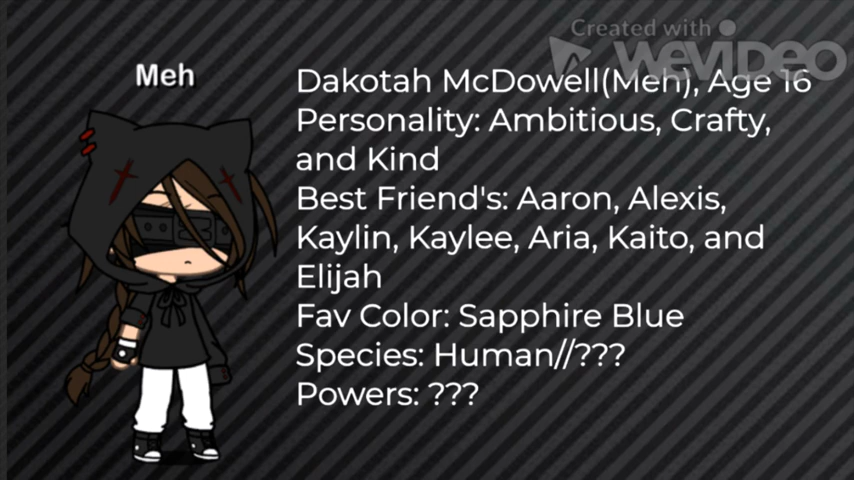 Created with
WeVideo
Meh
Dakotah McDowell(Meh), Age 16
Personality: Ambitious, Crafty,
and Kind
Best Friend's: Aaron, Alexis,
Kaylin, Kaylee, Aria, Kaito, and
Elijah
Fav Color: Sapphire Blue
Species: Human//???
Powers: ???